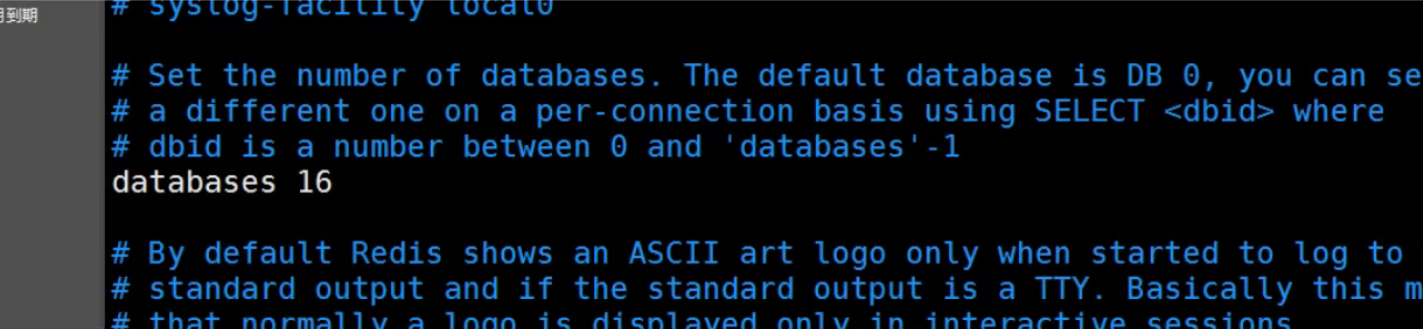 到期
# syslog-facility local0
# Set the number of databases. The default database is DB 0, you can se
# a different one on a per-connection basis using SELECT <dbid> where
# dbid is a number between 0 and 'databases'-1
databases 16
# By default Redis shows an ASCII art logo only when started to log to
# standard output and if the standard output is a TTY. Basically this m
# that normally a logo is displayed only in interactive sessions.